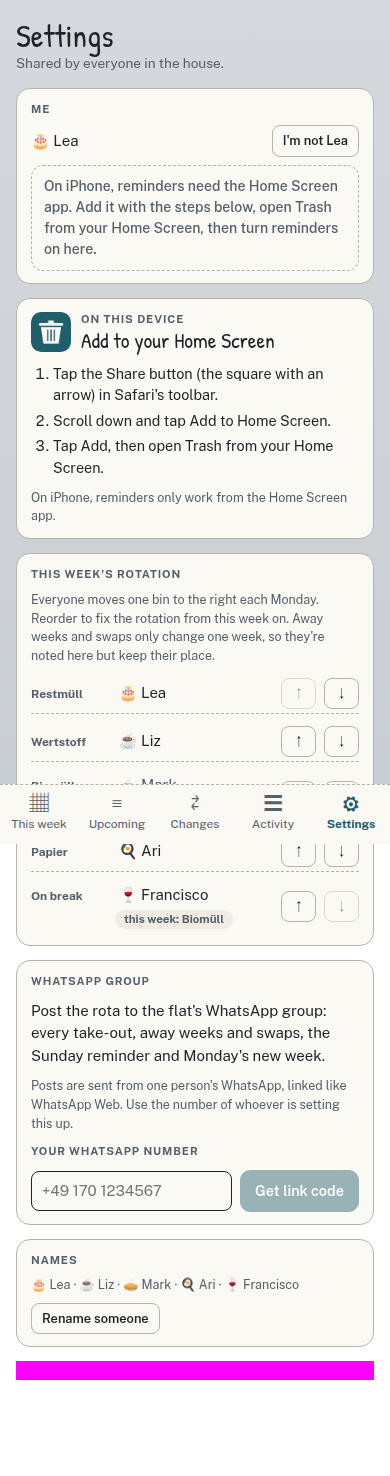 Settings
Shared by everyone in the house.
ME
🎂 Lea
I'm not Lea
On iPhone, reminders need the Home Screen
app. Add it with the steps below, open Trash
from your Home Screen, then turn reminders
on here.
ON THIS DEVICE
Add to your Home Screen
1. Tap the Share button (the square with an
arrow) in Safari's toolbar.
2. Scroll down and tap Add to Home Screen.
3. Tap Add, then open Trash from your Home
Screen.
On iPhone, reminders only work from the Home Screen
app.
THIS WEEK'S ROTATION
Everyone moves one bin to the right each Monday.
Reorder to fix the rotation from this week on. Away
weeks and swaps only change one week, so they're
noted here but keep their place.
Restmüll 🎂 Lea ↑ ↓
Wertstoff ☕ Liz ↑ ↓
This week
Upcoming
Changes
Activity
Settings
Papier 🍳 Ari ↑ ↓
On break 🍷 Francisco ↑ ↓
this week: Biomüll
WHATSAPP GROUP
Post the rota to the flat's WhatsApp group:
every take-out, away weeks and swaps, the
Sunday reminder and Monday's new week.
Posts are sent from one person's WhatsApp, linked like
WhatsApp Web. Use the number of whoever is setting
this up.
YOUR WHATSAPP NUMBER
+49 170 1234567
Get link code
NAMES
🎂 Lea · ☕ Liz · 🥧 Mark · 🍳 Ari · 🍷 Francisco
Rename someone